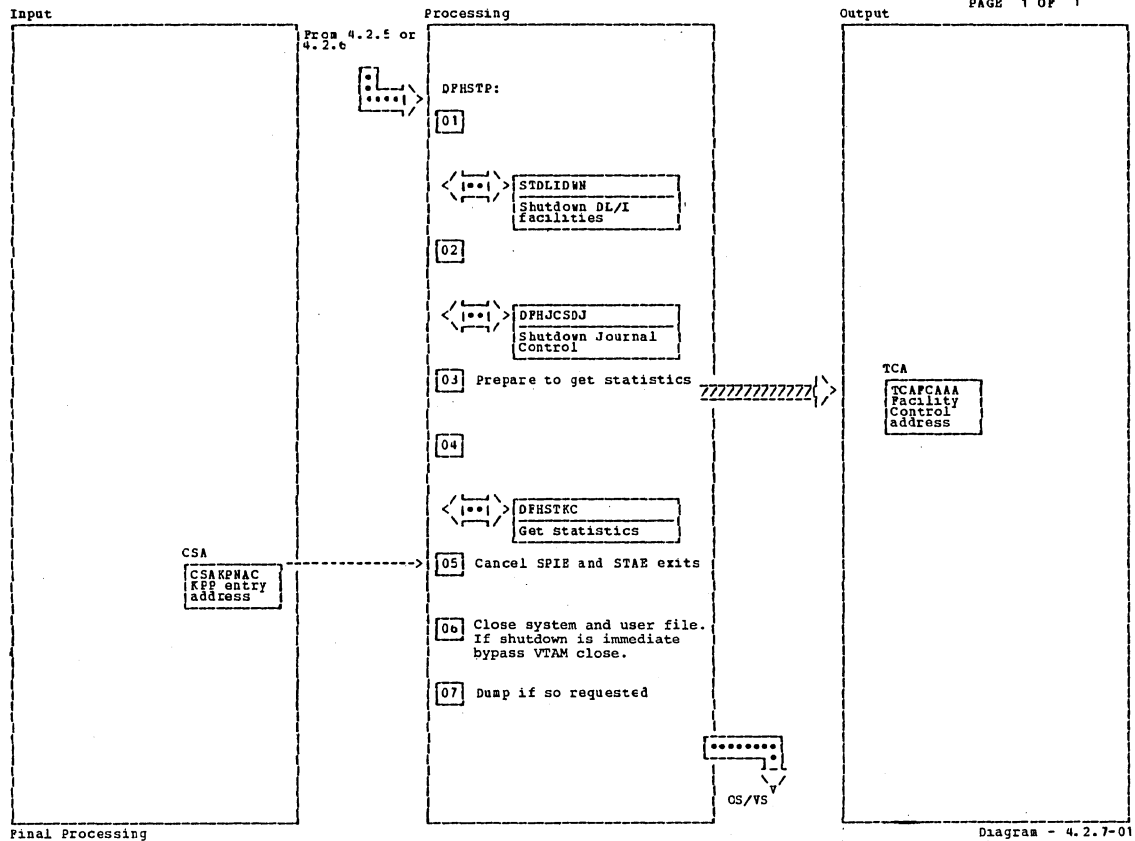 PAGE 1 OF 1
Input
Processing
Output
From 4.2.5 or
4.2.6
DFHSTP:
01
STDLIDWN
Shutdown DL/I
facilities
02
DFHJCSDJ
Shutdown Journal
Control
03 Prepare to get statistics
TCA
TCAFCAAA
Facility
Control
address
04
DFHSTKC
Get statistics
CSA
CSAKPNAC
KPP entry
address
05 Cancel SPIE and STAE exits
06 Close system and user file.
If shutdown is immediate
bypass VTAM close.
07 Dump if so requested
OS/VS
Final Processing
Diagram - 4.2.7-01